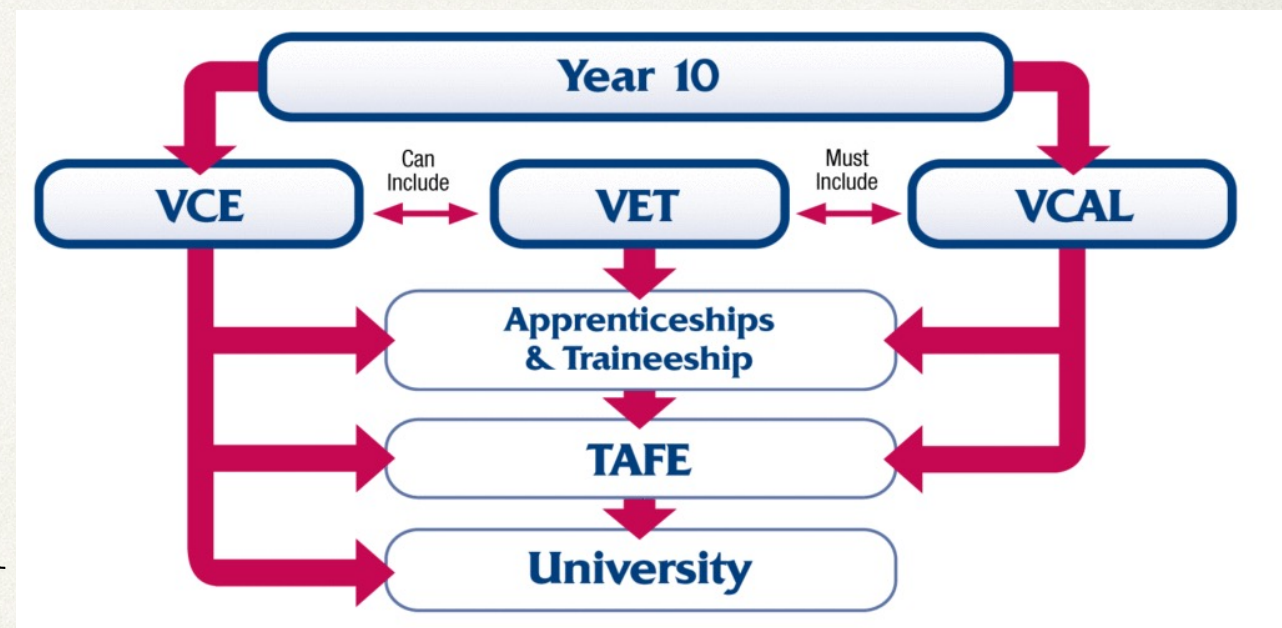 Year 10
Can
Include
Must
Include
VCE
VET
VCAL
Apprenticeships
& Traineeship
TAFE
University